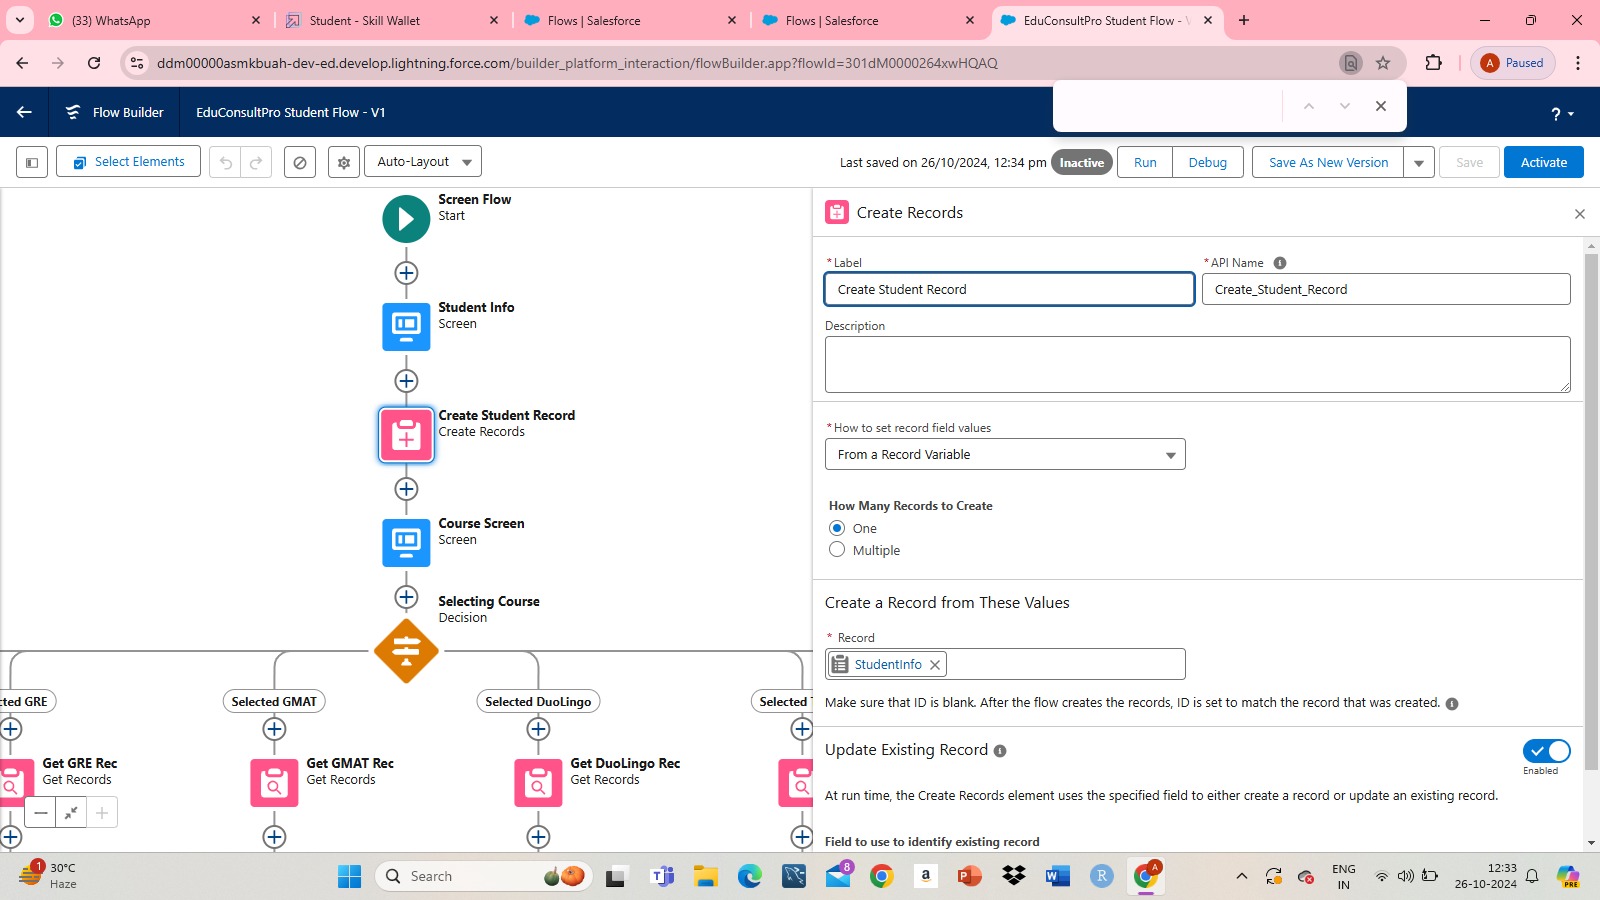 (33) WhatsApp
Student - Skill Wallet
Flows | Salesforce
Flows | Salesforce
EduConsultPro Student Flow -
ddm00000asmkbuah-dev-ed.develop.lightning.force.com/builder_platform_interaction/flowBuilder.app?flowId=301dM0000264xwHQAQ
A Paused
Flow Builder
EduConsultPro Student Flow - V1
?
Select Elements
Auto-Layout
Last saved on 26/10/2024, 12:34 pm
Inactive
Run
Debug
Save As New Version
Save
Activate
Screen Flow
Start
Student Info
Screen
Create Student Record
Create Records
Course Screen
Screen
Selecting Course
Decision
cted GRE
Selected GMAT
Selected DuoLingo
Selected
Get GRE Rec
Get Records
Get GMAT Rec
Get Records
Get DuoLingo Rec
Get Records
Create Records
* Label
Create Student Record
* API Name
Create_Student_Record
Description
* How to set record field values
From a Record Variable
How Many Records to Create
One
Multiple
Create a Record from These Values
* Record
StudentInfo
Make sure that ID is blank. After the flow creates the records, ID is set to match the record that was created.
Update Existing Record
Enabled
At run time, the Create Records element uses the specified field to either create a record or update an existing record.
Field to use to identify existing record
1
30°C
Haze
Search
8
a
R
A
ENG
IN
12:33
26-10-2024
PRE